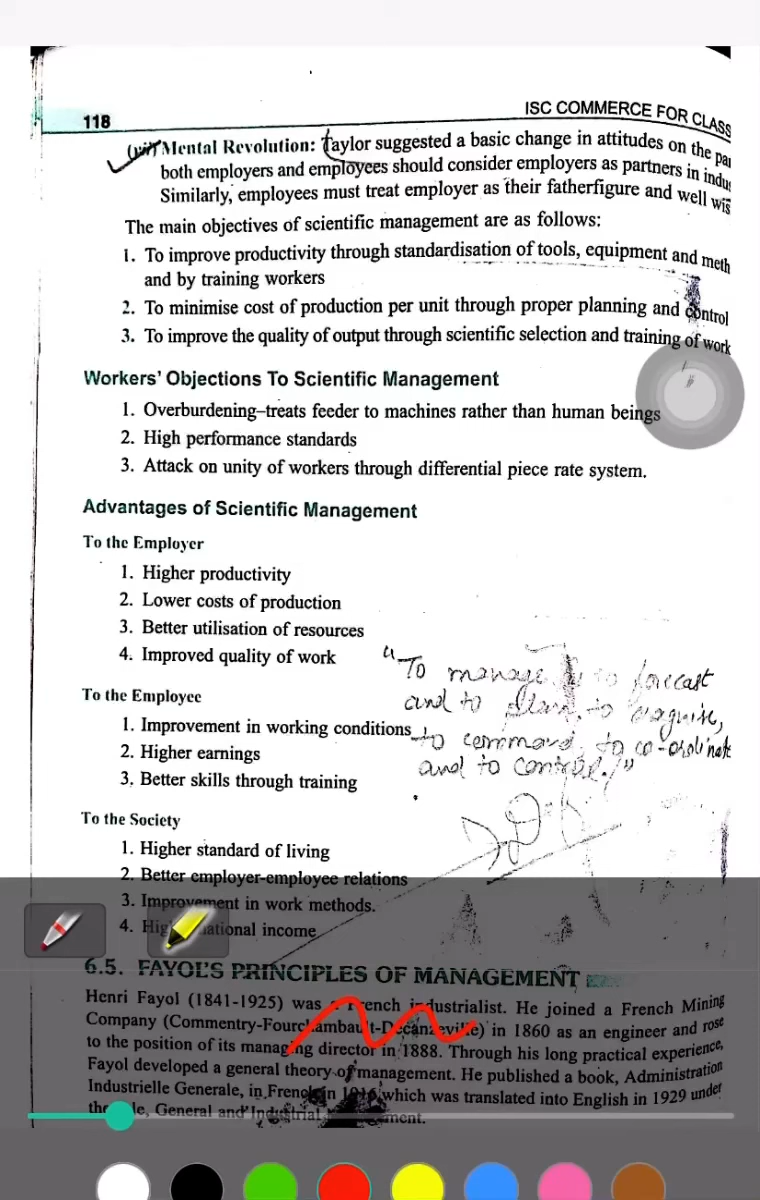 118
ISC COMMERCE FOR CLASS
Mental Revolution: Taylor suggested a basic change in attitudes on the
both employers and employees should consider employers as partners in
Similarly, employees must treat employer as their fatherfigure and well
The main objectives of scientific management are as follows:
1. To improve productivity through standardisation of tools, equipment and meth
and by training workers
2. To minimise cost of production per unit through proper planning and control
3. To improve the quality of output through scientific selection and training of work
Workers' Objections To Scientific Management
1. Overburdening–treats feeder to machines rather than human beings
2. High performance standards
3. Attack on unity of workers through differential piece rate system.
Advantages of Scientific Management
To the Employer
1. Higher productivity
2. Lower costs of production
3. Better utilisation of resources
4. Improved quality of work
"To manage is to forecast
and to plan, to
to command, to co-ordinate
and to control."
To the Employee
1. Improvement in working conditions
2. Higher earnings
3. Better skills through training
To the Society
1. Higher standard of living
2. Better employer-employee relations
3. Improvement in work methods.
4. national income
6.5. FAYOL'S PRINCIPLES OF MANAGEMENT
Henri Fayol (1841-1925) was a French industrialist. He joined a French Mining
Company (Commentry-Fourchambault-Decanzeville) in 1860 as an engineer and rose
to the position of its managing director in 1888. Through his long practical experience,
Fayol developed a general theory of management. He published a book, Administration
Industrielle Generale, in French in 1916 which was translated into English in 1929 under
General and Industrial